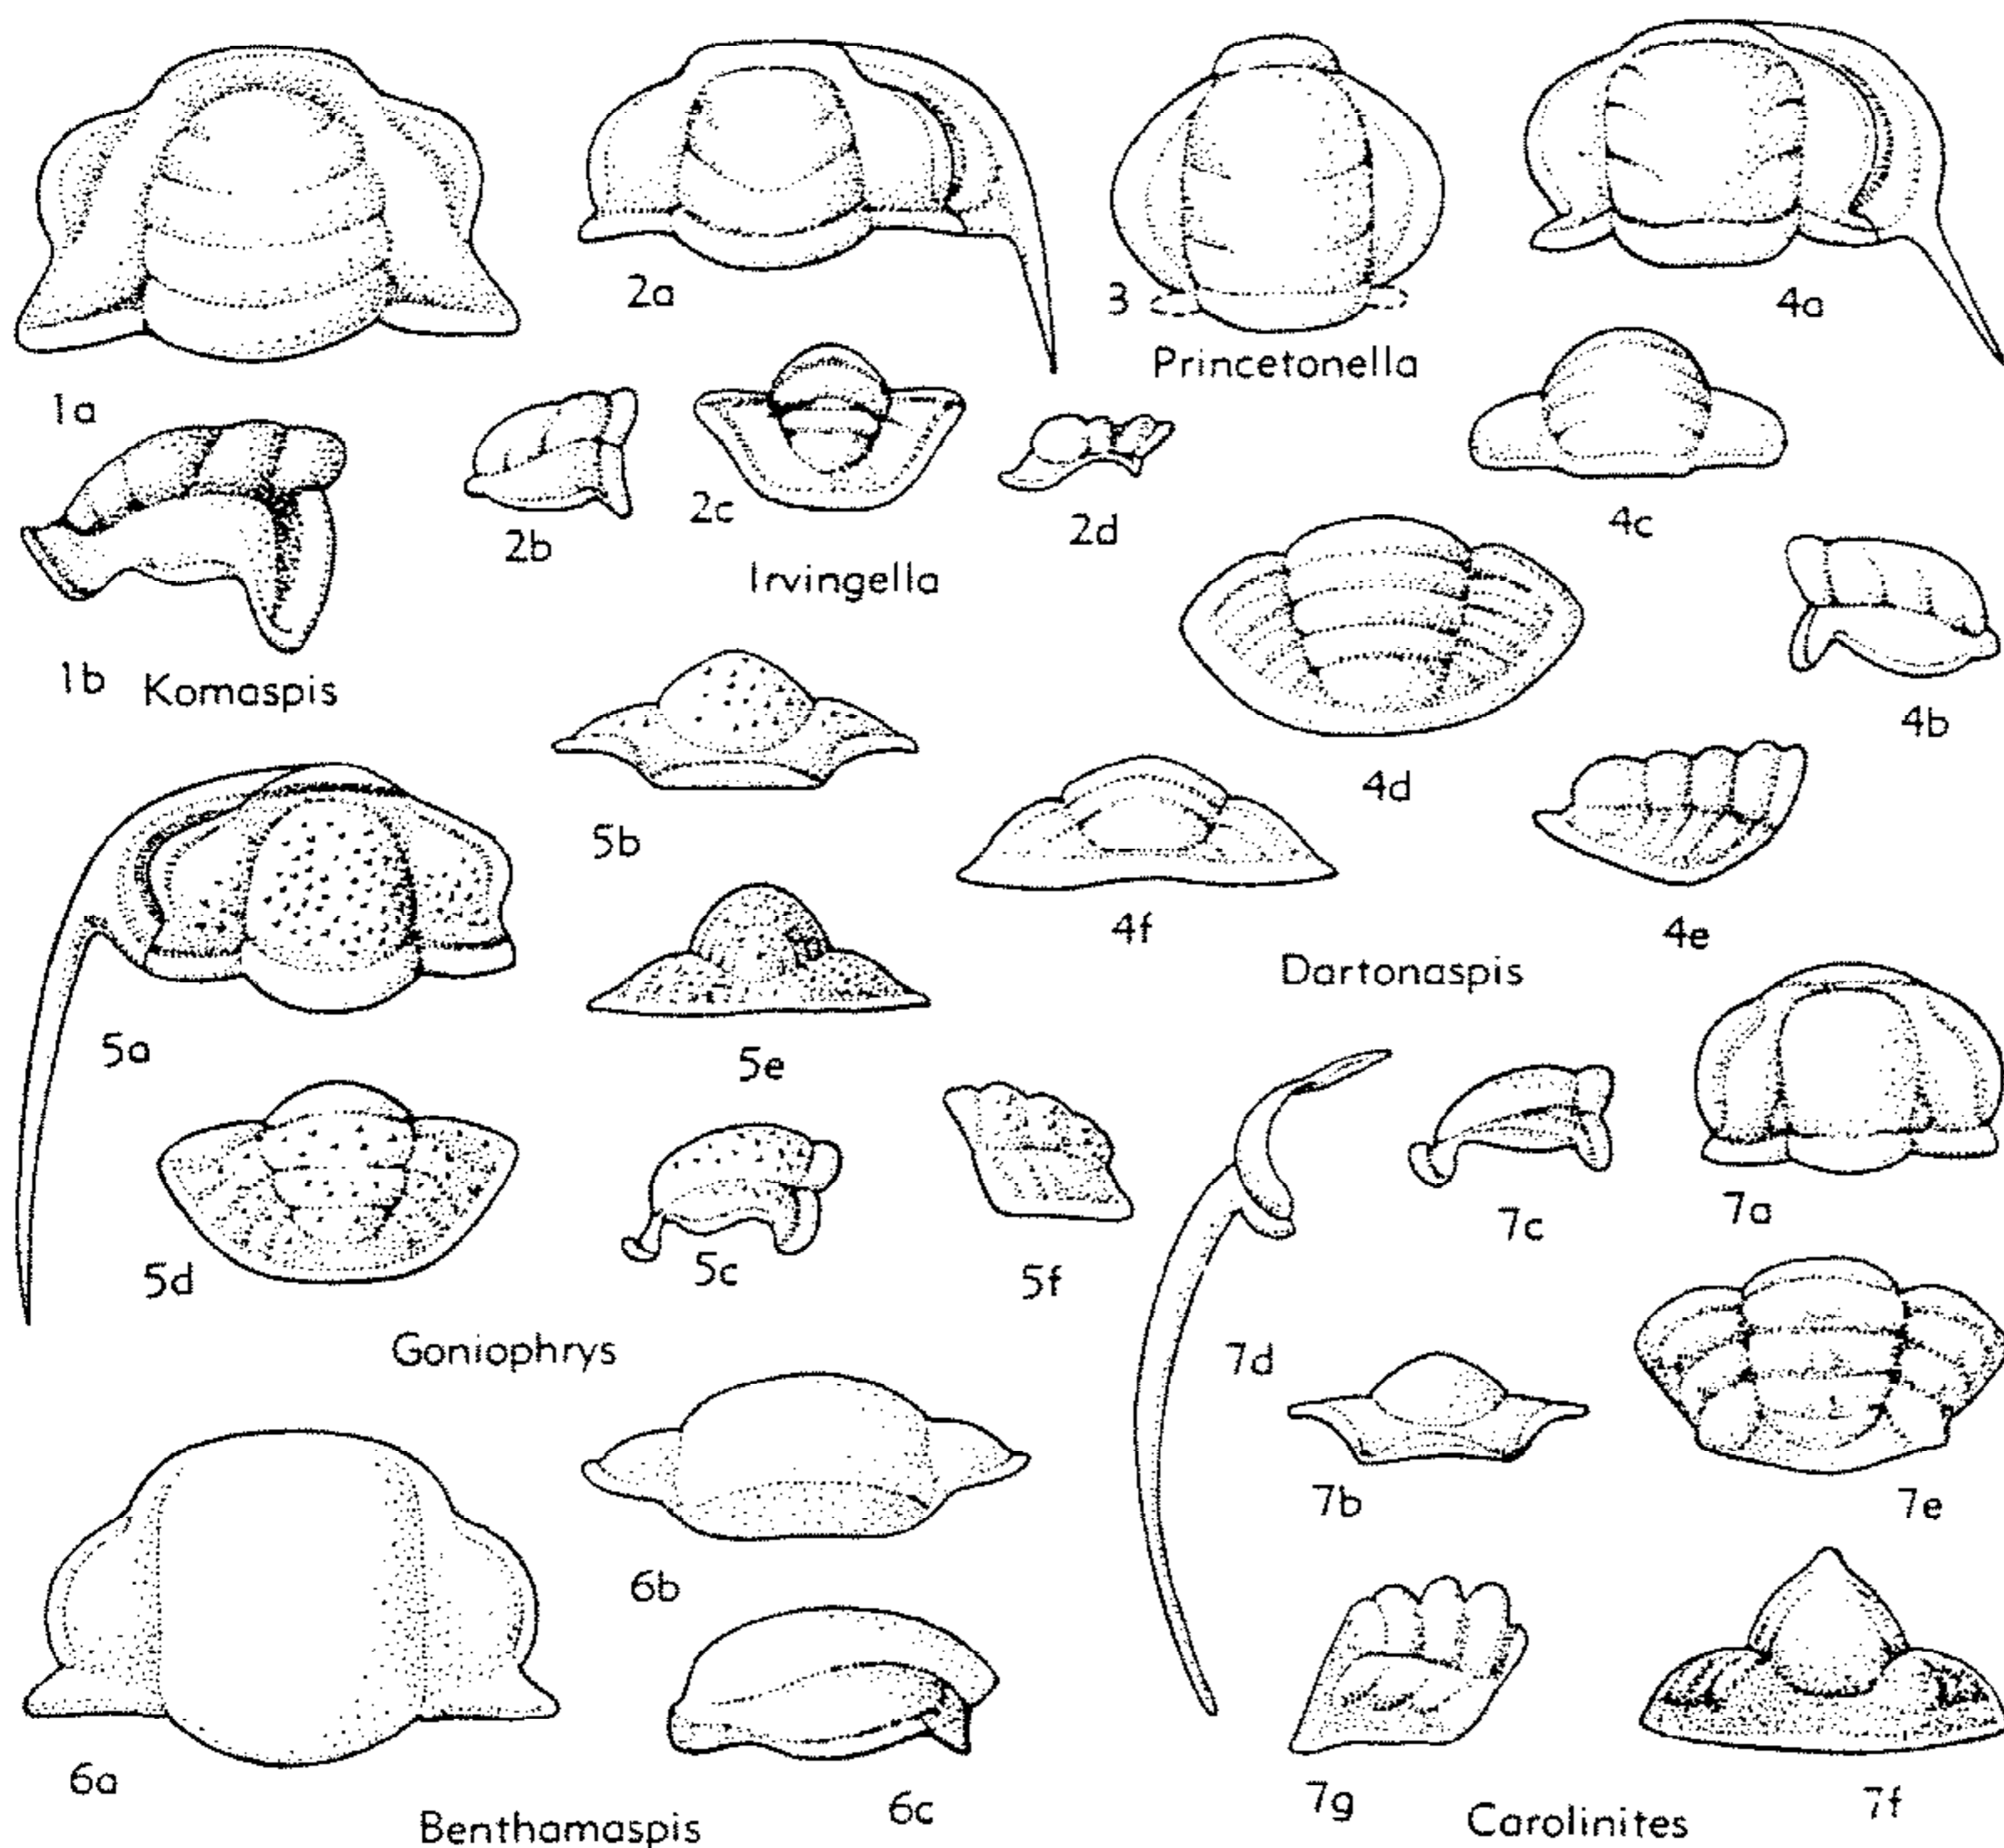 1a
2a
3
Princetonella
4a
1b
Komaspis
2b
2c
2d
Irvingella
4c
4b
4d
4e
4f
Dartonaspis
5b
5a
5e
5d
5c
5f
Goniophrys
7c
7a
7d
7b
7e
6a
6b
6c
Benthamaspis
7g
7f
Carolinites